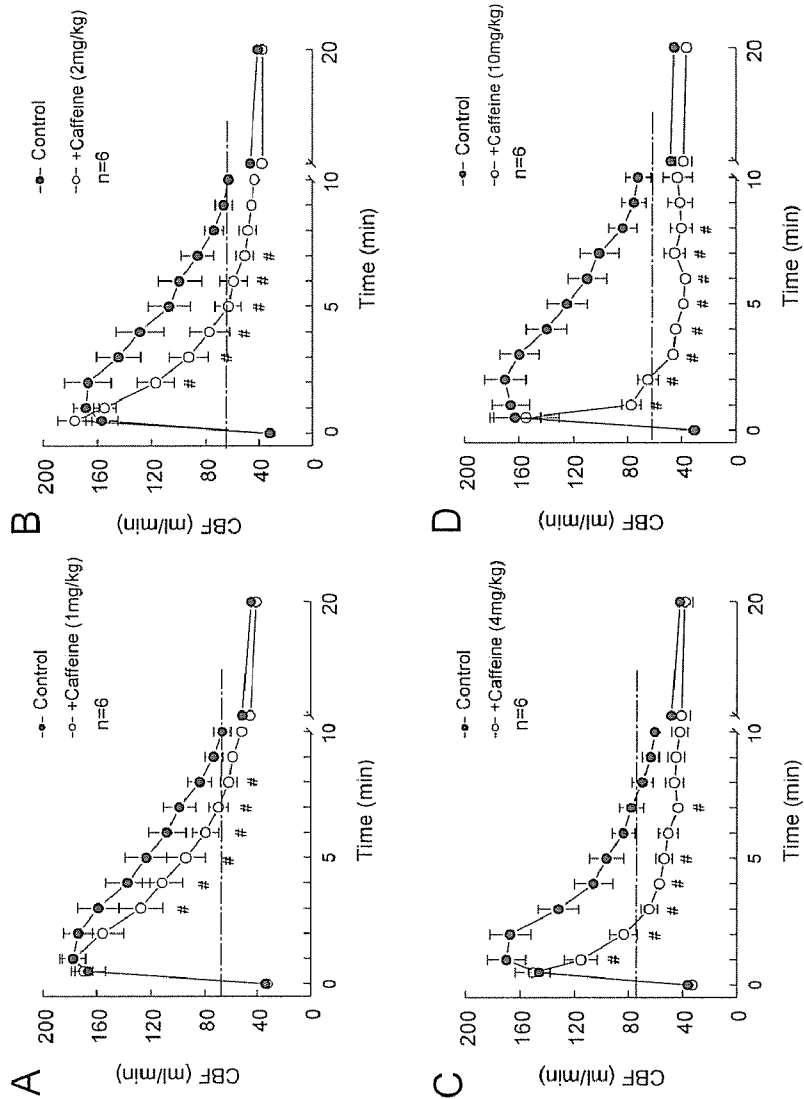 A
CBF (ml/min)
200
160
120
80
40
0
Control
+Caffeine (1mg/kg)
n=6
#
#
#
#
#
#
0
5
10
20
Time (min)
B
CBF (ml/min)
200
160
120
80
40
0
Control
+Caffeine (2mg/kg)
n=6
#
#
#
#
#
#
#
0
5
10
20
Time (min)
C
CBF (ml/min)
200
160
120
80
40
0
Control
+Caffeine (4mg/kg)
n=6
#
#
#
#
#
#
#
0
5
10
20
Time (min)
D
CBF (ml/min)
200
160
120
80
40
0
Control
+Caffeine (10mg/kg)
n=6
#
#
#
#
#
#
#
#
0
5
10
20
Time (min)